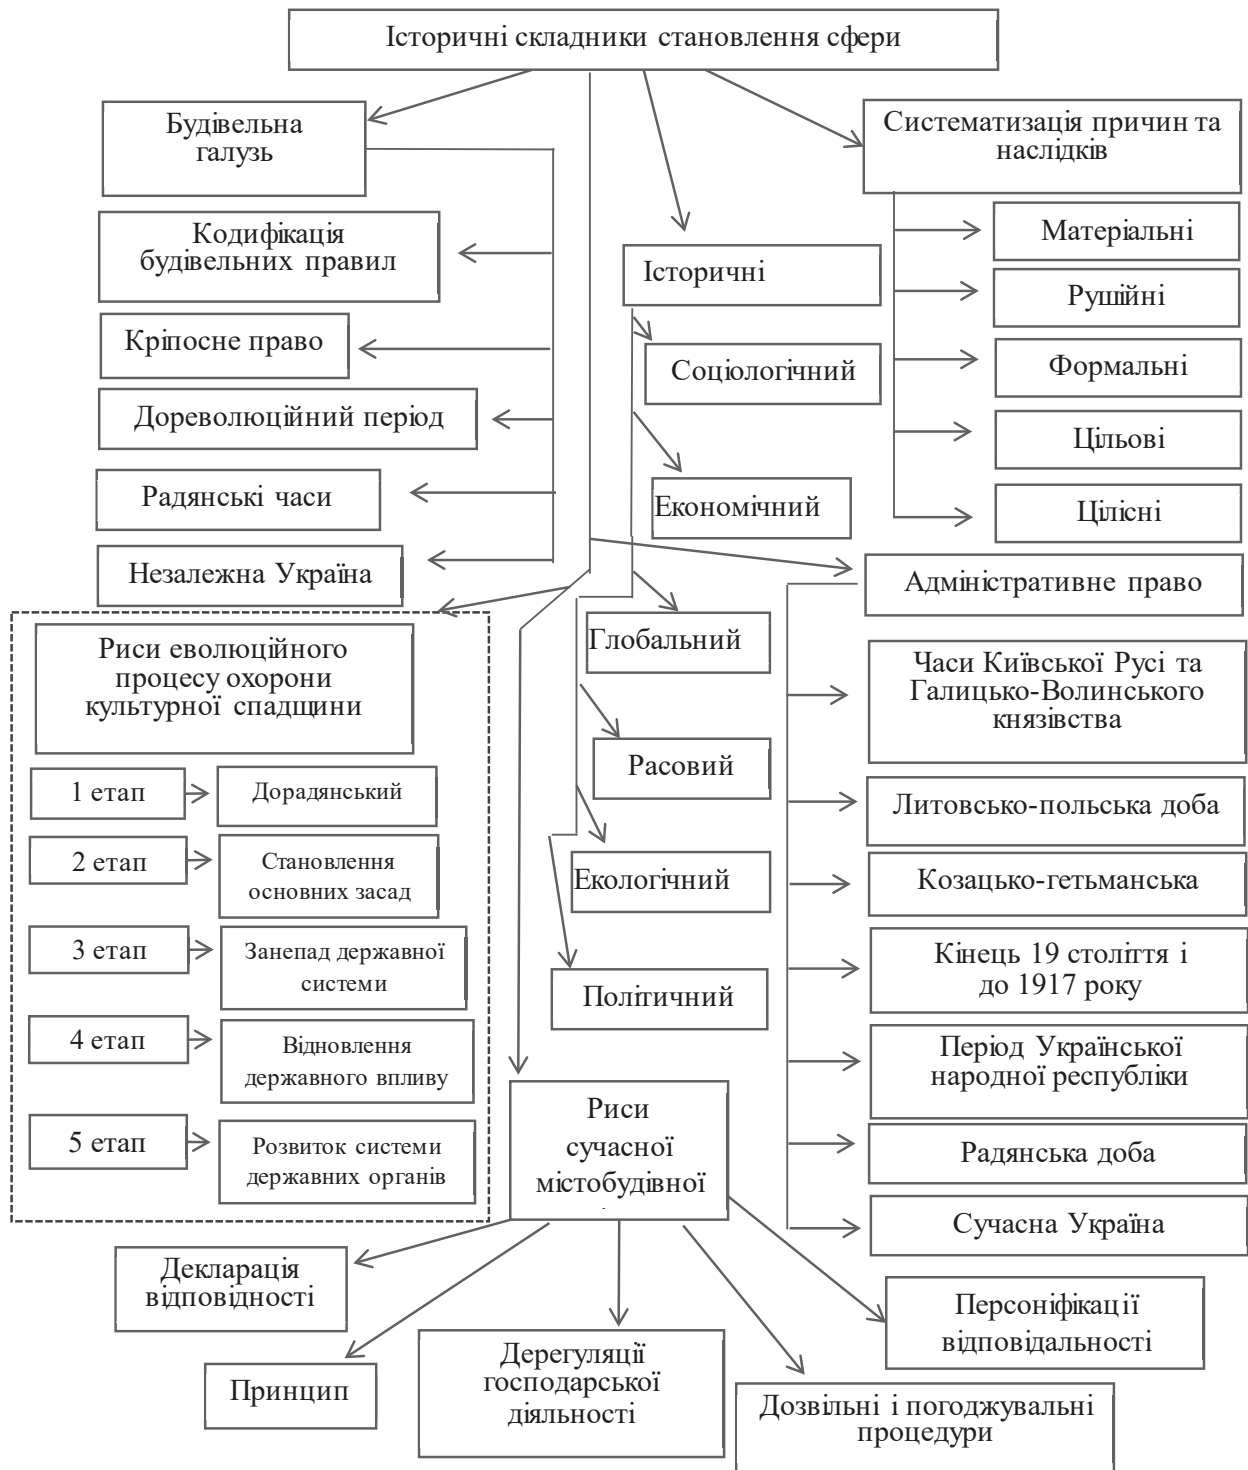 Історичні складники становлення сфери
Будівельна
галузь
Кодифікація
будівельних правил
Кріпосне право
Дореволюційний період
Радянські часи
Незалежна Україна
Історичні
Соціологічний
Економічний
Глобальний
Расовий
Екологічний
Політичний
Систематизація причин та
наслідків
Матеріальні
Рушійні
Формальні
Цільові
Цілісні
Адміністративне право
Часи Київської Русі та
Галицько-Волинського
князівства
Литовсько-польська доба
Козацько-гетьманська
Кінець 19 століття і
до 1917 року
Період Української
народної республіки
Радянська доба
Сучасна Україна
Риси еволюційного
процесу охорони
культурної спадщини
1 етап
Дорадянський
2 етап
Становлення
основних засад
3 етап
Занепад державної
системи
4 етап
Відновлення
державного впливу
5 етап
Розвиток системи
державних органів
Риси
сучасної
містобудівної
Декларація
відповідності
Принцип
Дерегуляції
господарської
діяльності
Дозвільні і погоджувальні
процедури
Персоніфікації
відповідальності